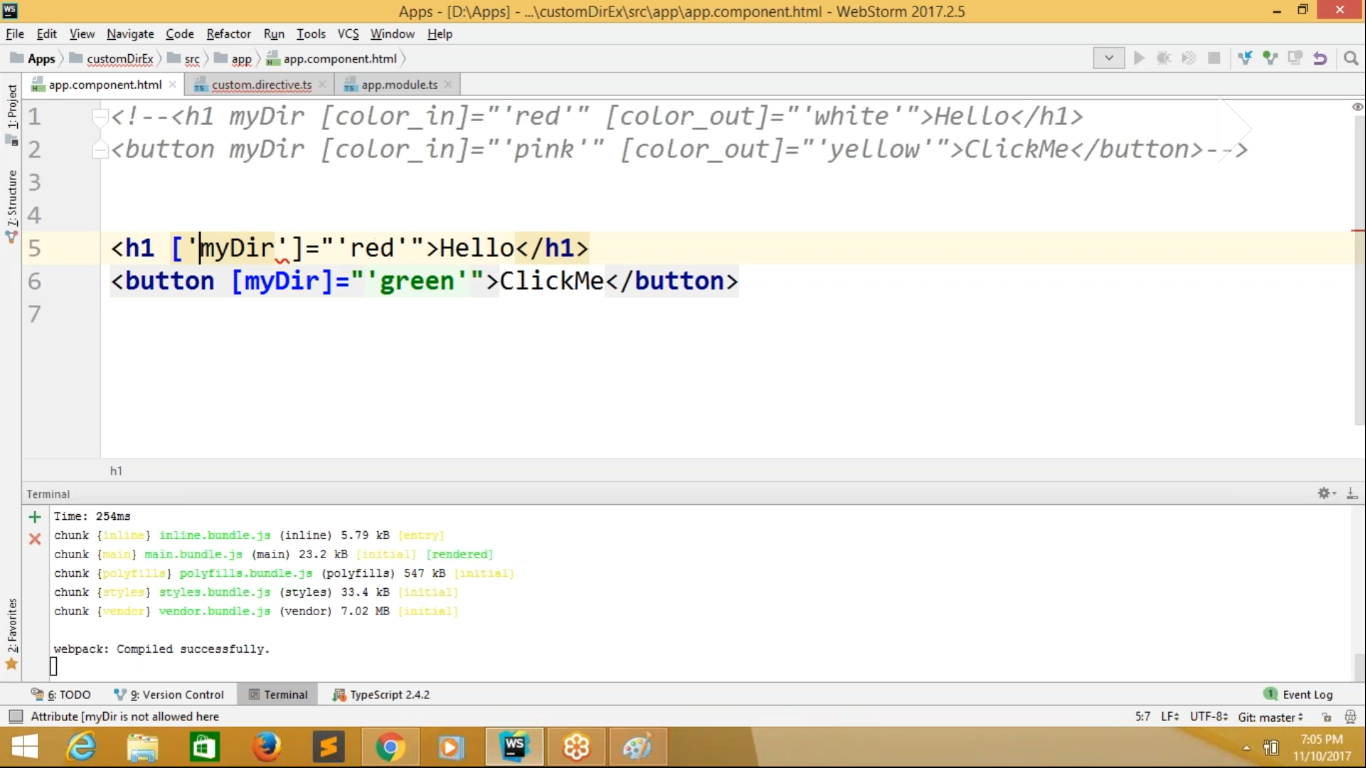 WS
Apps - [D:\Apps] - ...\customDirEx\src\app\app.component.html - WebStorm 2017.2.5
File Edit View Navigate Code Refactor Run Tools VCS Window Help
Apps customDirEx src app app.component.html
app.component.html custom.directive.ts app.module.ts
1: Project
Z: Structure
2: Favorites
1 <!--<h1 myDir [color_in]="'red'" [color_out]="'white'">Hello</h1>
2 <button myDir [color_in]="'pink'" [color_out]="'yellow'">ClickMe</button>-->
3
4
5 <h1 ['myDir']="'red'">Hello</h1>
6 <button [myDir]="'green'">ClickMe</button>
7
h1
Terminal
Time: 254ms
chunk {inline} inline.bundle.js (inline) 5.79 kB [entry]
chunk {main} main.bundle.js (main) 23.2 kB [initial] [rendered]
chunk {polyfills} polyfills.bundle.js (polyfills) 547 kB [initial]
chunk {styles} styles.bundle.js (styles) 33.4 kB [initial]
chunk {vendor} vendor.bundle.js (vendor) 7.02 MB [initial]
webpack: Compiled successfully.
6: TODO 9: Version Control Terminal TypeScript 2.4.2 1 Event Log
Attribute [myDir is not allowed here 5:7 LF UTF-8 Git: master
WS
7:05 PM
11/10/2017